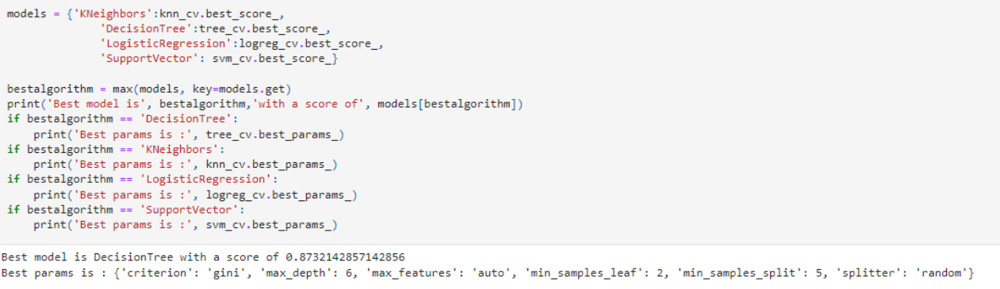 models = {'KNeighbors':knn_cv.best_score_,
              'DecisionTree':tree_cv.best_score_,
              'LogisticRegression':logreg_cv.best_score_,
              'SupportVector': svm_cv.best_score_}

bestalgorithm = max(models, key=models.get)
print('Best model is', bestalgorithm,'with a score of', models[bestalgorithm])
if bestalgorithm == 'DecisionTree':
    print('Best params is :', tree_cv.best_params_)
if bestalgorithm == 'KNeighbors':
    print('Best params is :', knn_cv.best_params_)
if bestalgorithm == 'LogisticRegression':
    print('Best params is :', logreg_cv.best_params_)
if bestalgorithm == 'SupportVector':
    print('Best params is :', svm_cv.best_params_)
Best model is DecisionTree with a score of 0.8732142857142856
Best params is : {'criterion': 'gini', 'max_depth': 6, 'max_features': 'auto', 'min_samples_leaf': 2, 'min_samples_split': 5, 'splitter': 'random'}